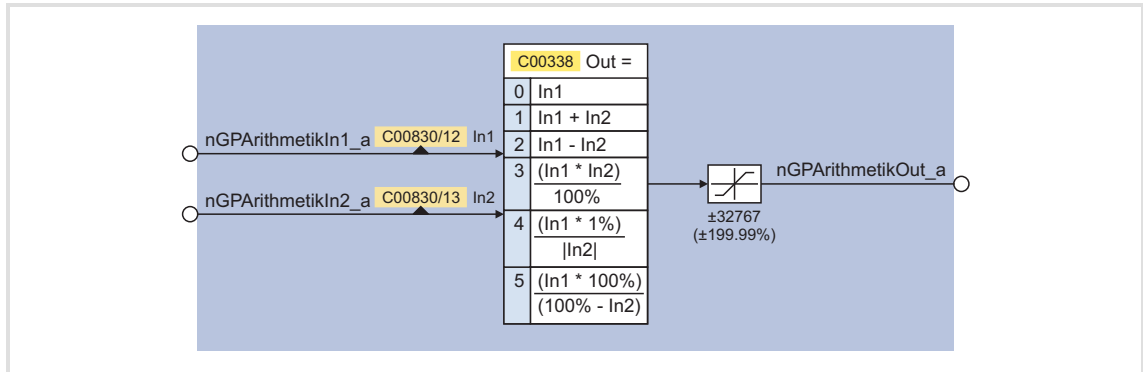 C00338 Out =
0 In1
1 In1 + In2
2 In1 - In2
3 (In1 * In2)
100%
4 (In1 * 1%)
|In2|
5 (In1 * 100%)
(100% - In2)
nGPArithmetikIn1_a C00830/12 In1
nGPArithmetikIn2_a C00830/13 In2
nGPArithmetikOut_a
±32767
(±199.99%)